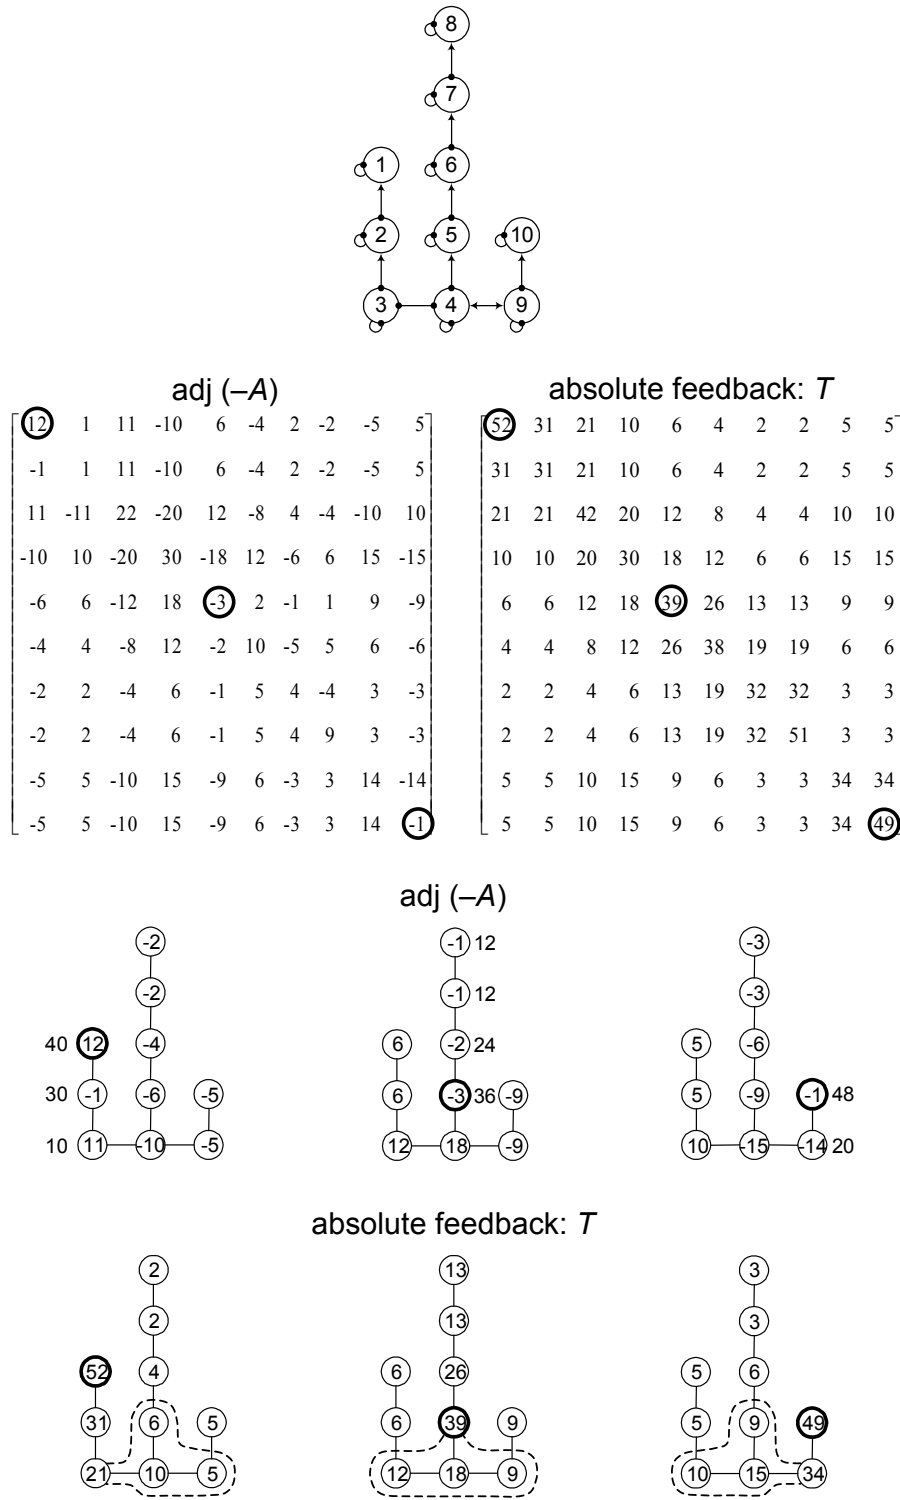 8
7
1 6
2 5 10
3 4 9
adj (–A) absolute feedback: T
12 1 11 -10 6 -4 2 -2 -5 5 52 31 21 10 6 4 2 2 5 5
-1 1 11 -10 6 -4 2 -2 -5 5 31 31 21 10 6 4 2 2 5 5
11 -11 22 -20 12 -8 4 -4 -10 10 21 21 42 20 12 8 4 4 10 10
-10 10 -20 30 -18 12 -6 6 15 -15 10 10 20 30 18 12 6 6 15 15
-6 6 -12 18 -3 2 -1 1 9 -9 6 6 12 18 39 26 13 13 9 9
-4 4 -8 12 -2 10 -5 5 6 -6 4 4 8 12 26 38 19 19 6 6
-2 2 -4 6 -1 5 4 -4 3 -3 2 2 4 6 13 19 32 32 3 3
-2 2 -4 6 -1 5 4 9 3 -3 2 2 4 6 13 19 32 51 3 3
-5 5 -10 15 -9 6 -3 3 14 -14 5 5 10 15 9 6 3 3 34 34
-5 5 -10 15 -9 6 -3 3 14 -1 5 5 10 15 9 6 3 3 34 49
adj (–A)
-2 -1 12 -3
-2 -1 12 -3
40 12 -4 6 -2 24 5 -6
30 -1 -6 -5 6 -3 36 -9 5 -9 -1 48
10 11 -10 -5 12 18 -9 10 -15 -14 20
absolute feedback: T
2 13 3
2 13 3
52 4 6 26 5 6
31 6 5 6 39 9 5 9 49
21 10 5 12 18 9 10 15 34